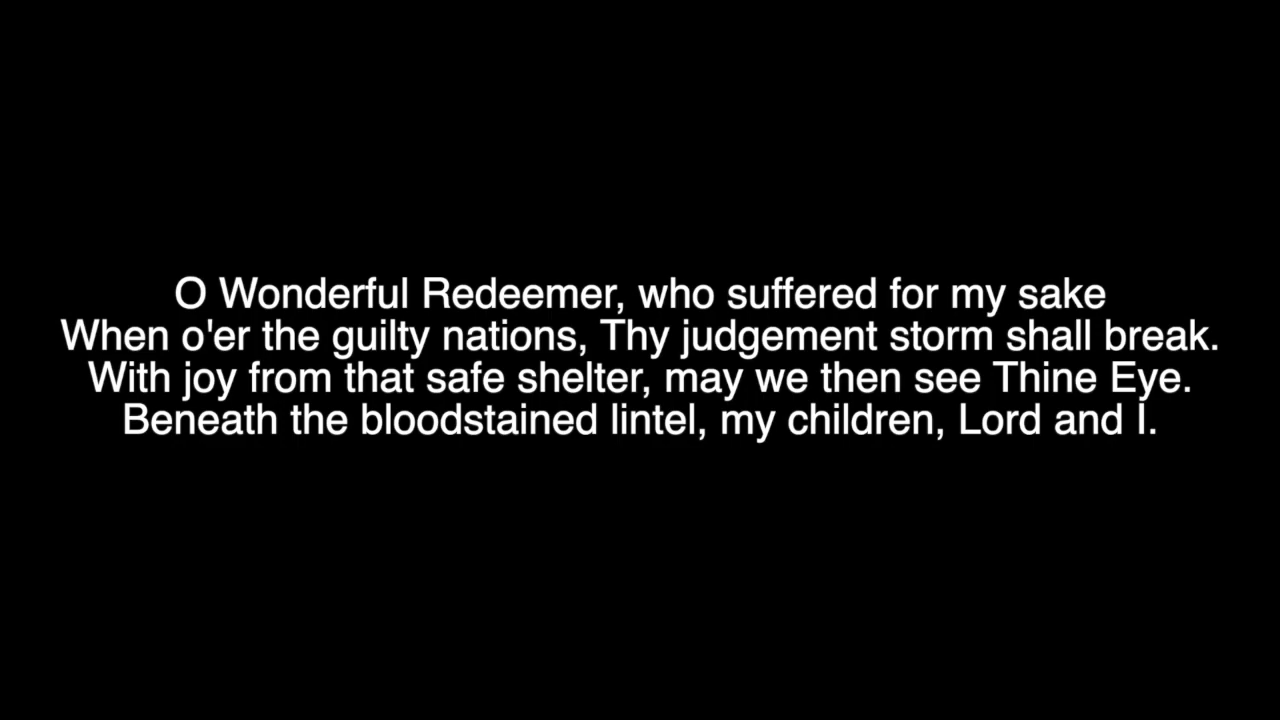 O Wonderful Redeemer, who suffered for my sake
When o'er the guilty nations, Thy judgement storm shall break.
With joy from that safe shelter, may we then see Thine Eye.
Beneath the bloodstained lintel, my children, Lord and I.